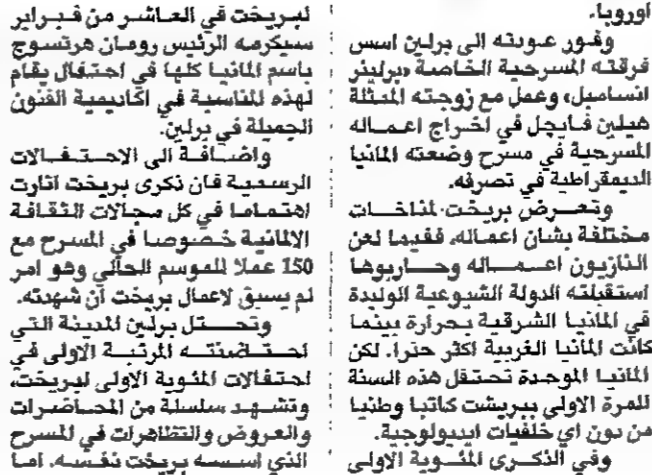 اوروبا.
وفور عودته الى برلين اسس
فرقته المسرحية الخاصة «برلينر
انسامبل» وعمل مع زوجته الممثلة
هيلين فايجل في اخراج اعماله
المسرحية في مسرح وضعته المانيا
الديمقراطية في تصرفه.
وتعرض بريخت لمناخات
مختلفة بشان اعماله، ففيما لعن
النازيون اعماله وحاربوها
استقبلته الدولة الشيوعية الوليدة
في المانيا الشرقية بحرارة بينما
كانت المانيا الغربية اكثر حذرا. لكن
المانيا الموحدة تحتفل هذه السنة
للمرة الاولى ببريشت كاتبا وطنيا
من دون اي خلفيات ايديولوجية.
وفي الذكرى المئوية الاولى
لبريخت في العاشر من فبراير
سيكرمه الرئيس رومان هرتسوج
باسم المانيا كلها في احتفال يقام
لهذه المناسبة في اكاديمية الفنون
الجميلة في برلين.
واضافة الى الاحتفالات
الرسمية فان ذكرى بريخت اثارت
اهتماما في كل مجالات الثقافة
الالمانية خصوصا في المسرح مع
150 عملا للموسم الحالي وهو امر
لم يسبق لاعمال بريخت ان شهدته.
وتحتل برلين المدينة التي
احتضنته المرتبة الاولى في
احتفالات المئوية الاولى لبريخت،
وتشهد سلسلة من المحاضرات
والعروض والتظاهرات في المسرح
الذي اسسه بريخت نفسه. اما